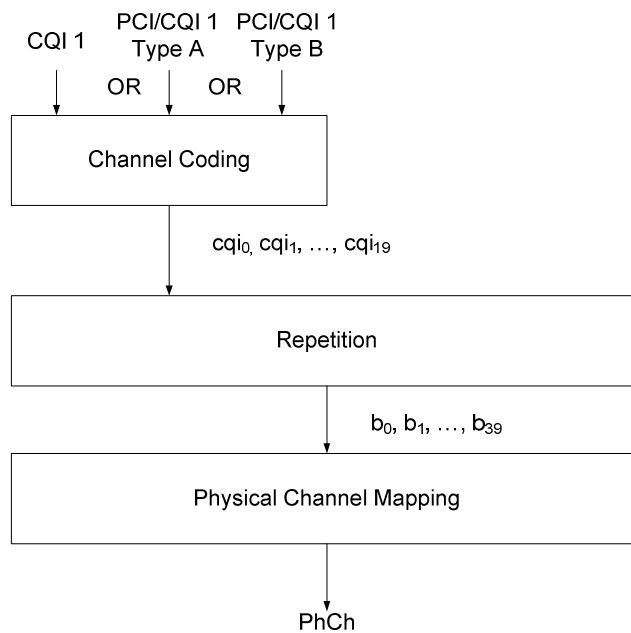 CQI 1
PCI/CQI 1
Type A
PCI/CQI 1
Type B
OR
OR
Channel Coding
cqi₀, cqi₁, …, cqi₁₉
Repetition
b₀, b₁, …, b₃₉
Physical Channel Mapping
PhCh